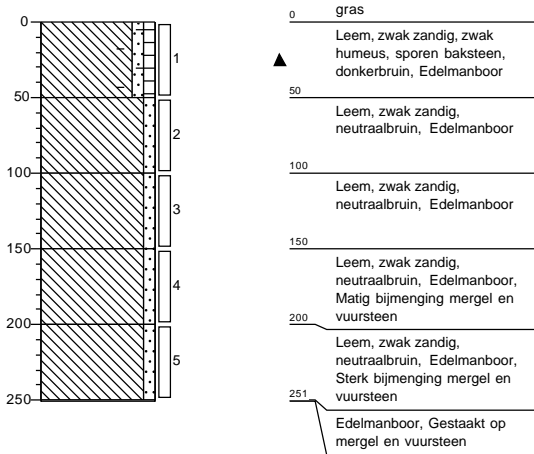 0
50
100
150
200
250
1
2
3
4
5
gras
0
Leem, zwak zandig, zwak
humeus, sporen baksteen,
donkerbruin, Edelmanboor
50
Leem, zwak zandig,
neutraalbruin, Edelmanboor
100
Leem, zwak zandig,
neutraalbruin, Edelmanboor
150
Leem, zwak zandig,
neutraalbruin, Edelmanboor,
Matig bijmenging mergel en
vuursteen
200
Leem, zwak zandig,
neutraalbruin, Edelmanboor,
Sterk bijmenging mergel en
vuursteen
251
Edelmanboor, Gestaakt op
mergel en vuursteen